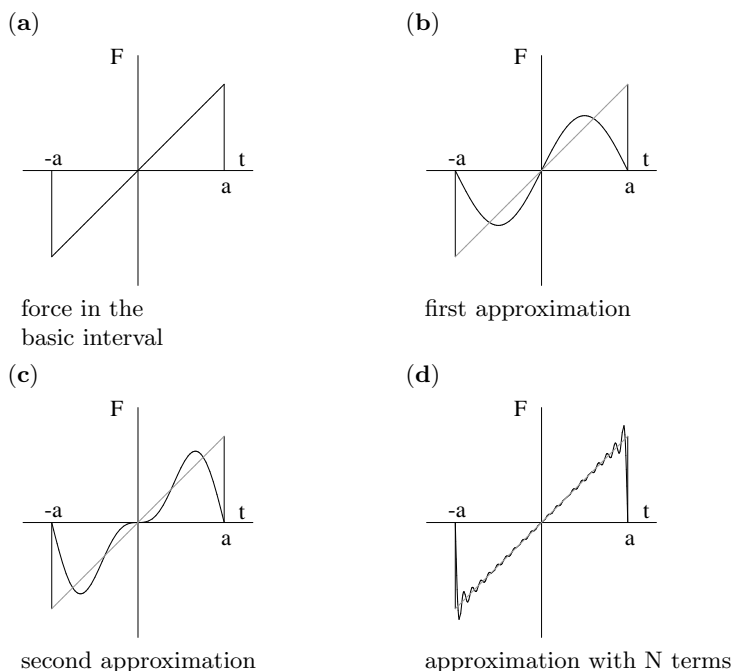 (a)
F
-a
t
a
force in the
basic interval
(b)
F
-a
t
a
first approximation
(c)
F
-a
t
a
second approximation
(d)
F
-a
t
a
approximation with N terms